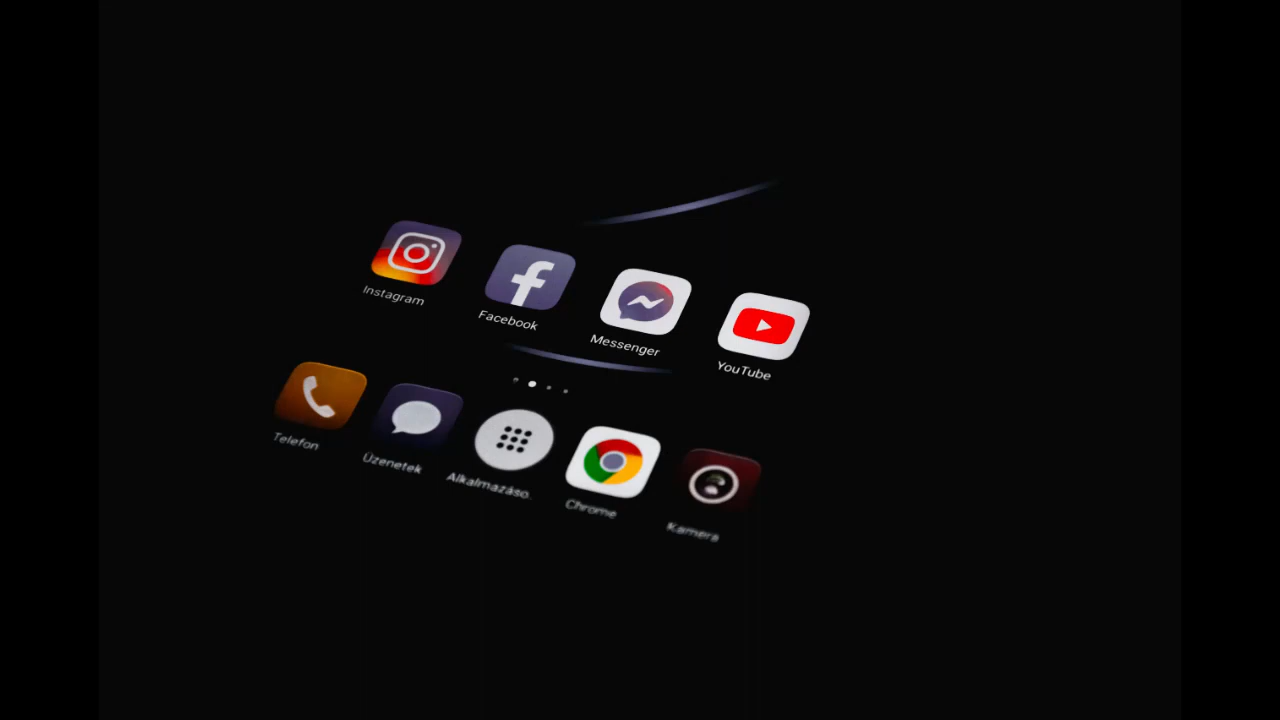 Instagram
Facebook
Messenger
YouTube
Telefon
Üzenetek
Alkalmazáso.
Chrome
Kamera